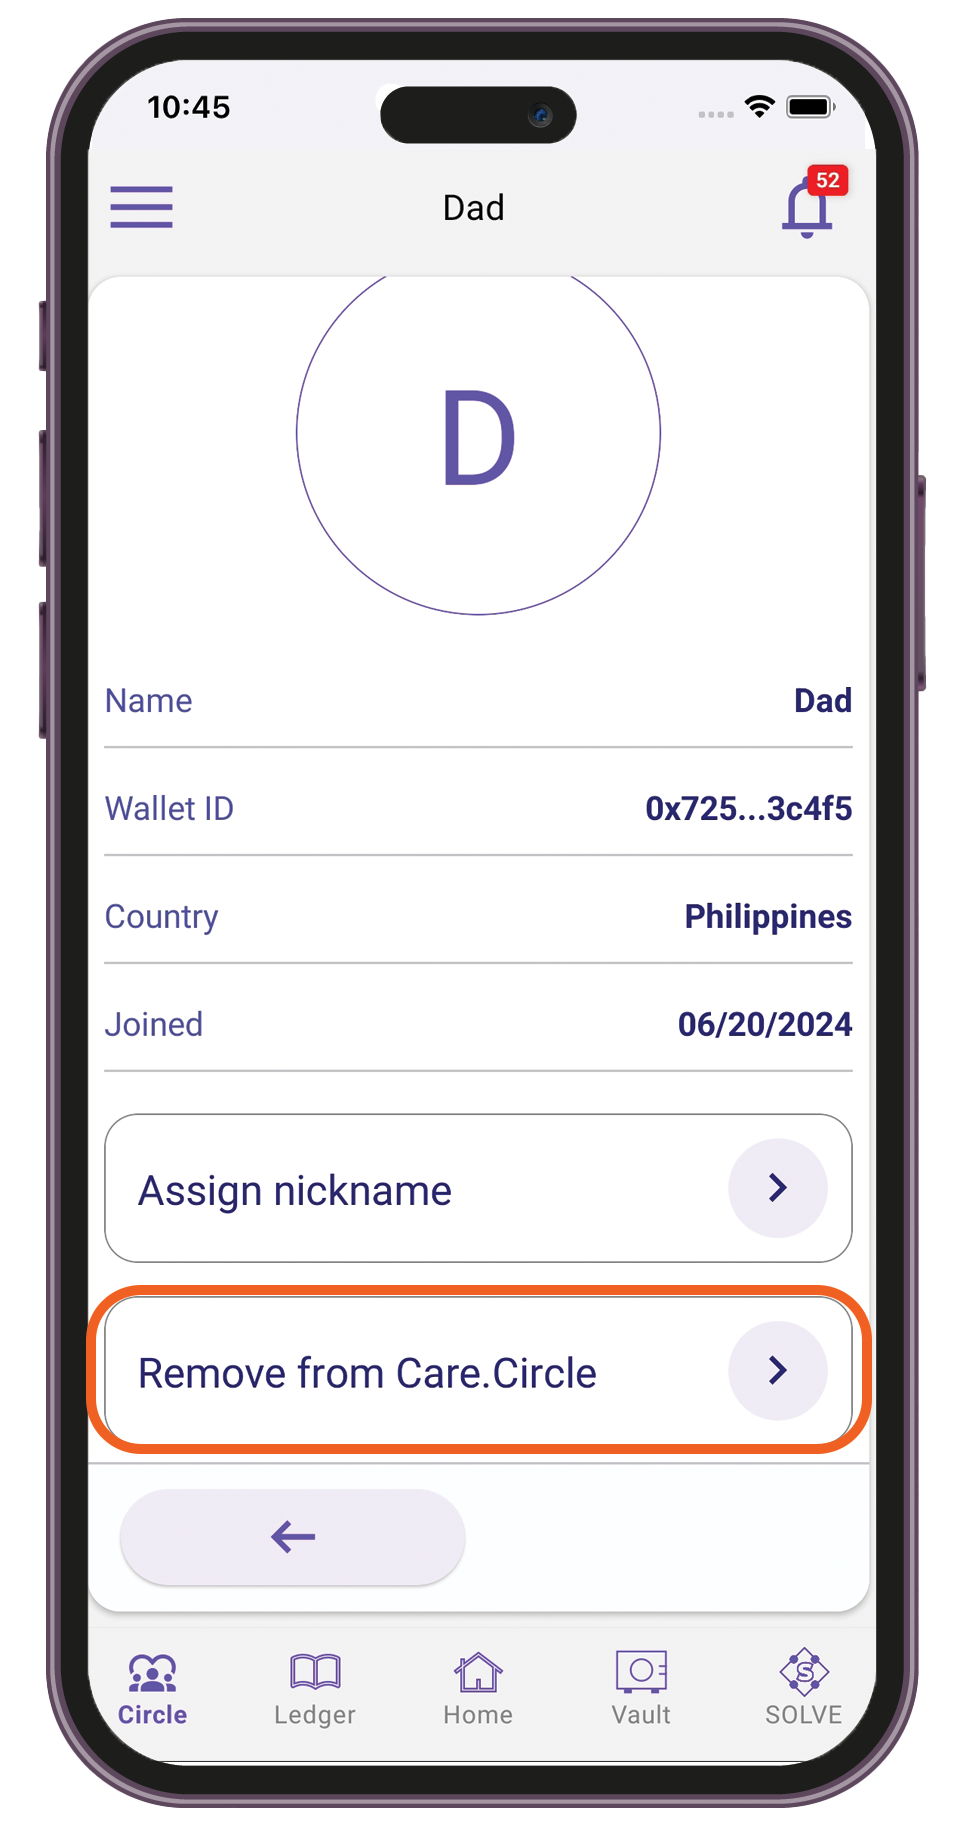 10:45
52
Dad
D
Name Dad
Wallet ID 0x725...3c4f5
Country Philippines
Joined 06/20/2024
Assign nickname
Remove from Care.Circle
S
Circle Ledger Home Vault SOLVE